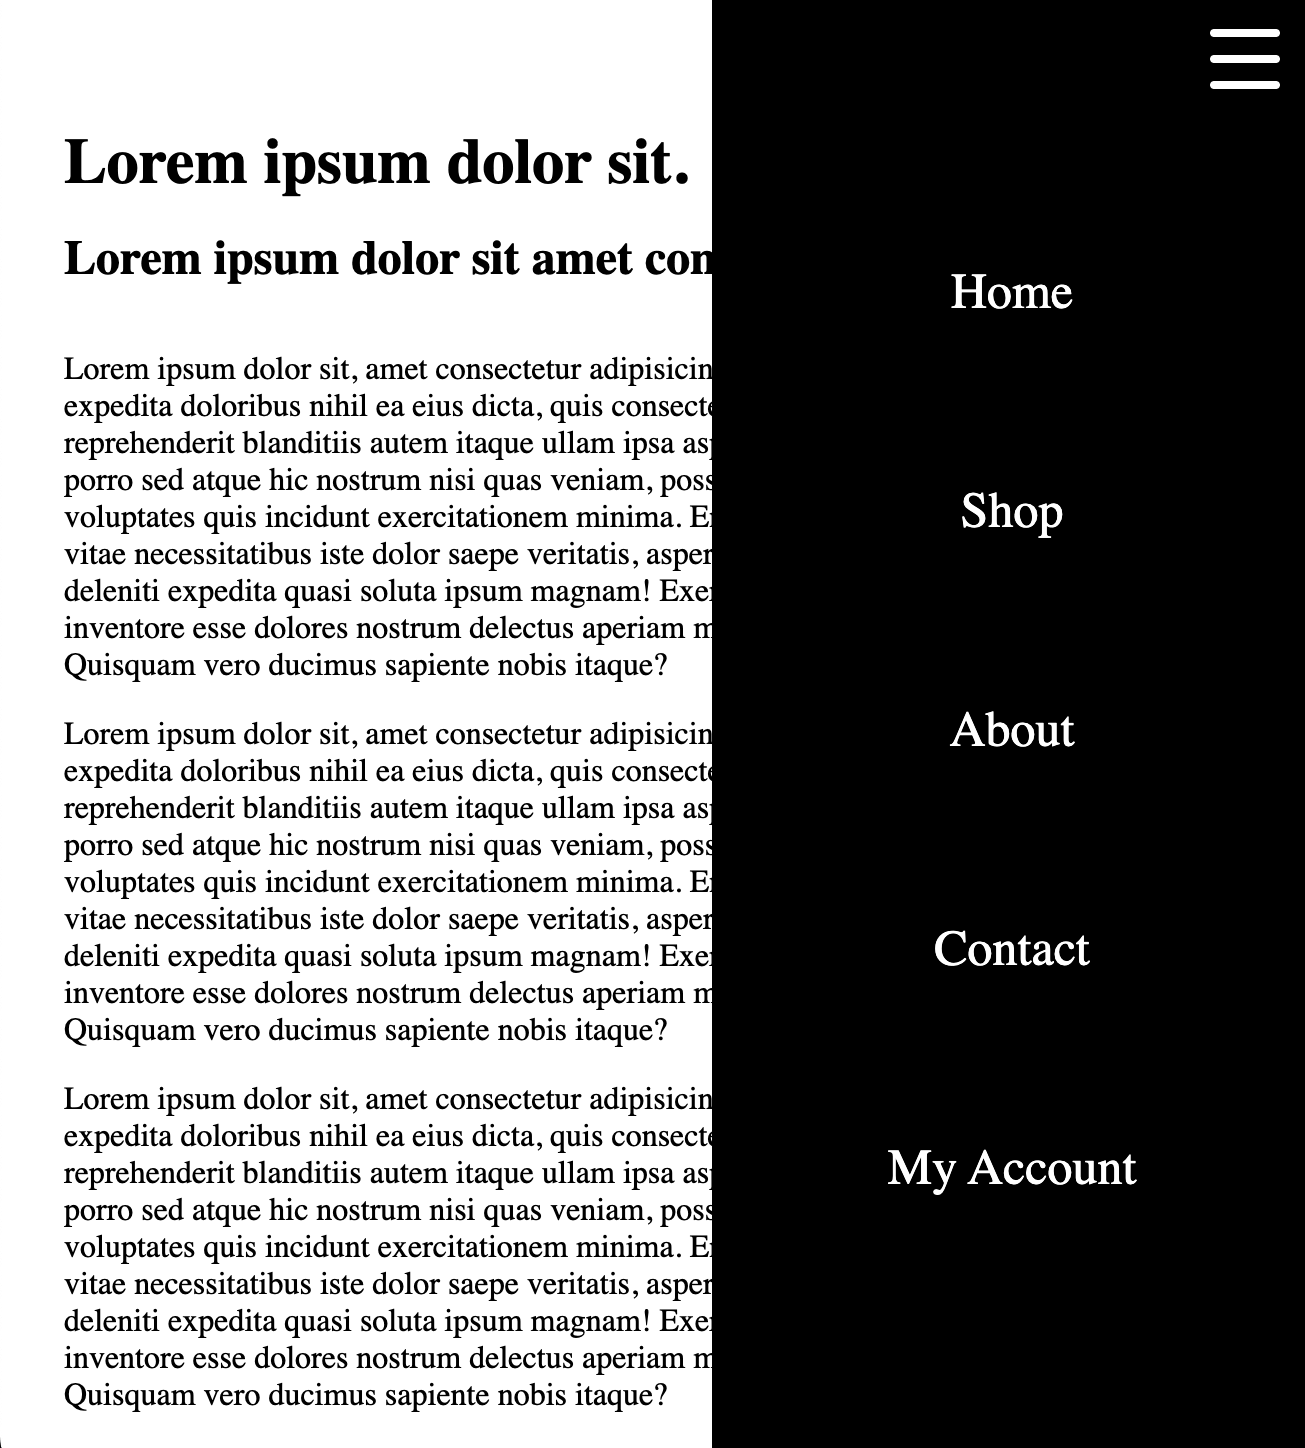 Lorem ipsum dolor sit.
Lorem ipsum dolor sit amet con
Lorem ipsum dolor sit, amet consectetur adipisicin
expedita doloribus nihil ea eius dicta, quis consecte
reprehenderit blanditiis autem itaque ullam ipsa as
porro sed atque hic nostrum nisi quas veniam, poss
voluptates quis incidunt exercitationem minima. E
vitae necessitatibus iste dolor saepe veritatis, asper
deleniti expedita quasi soluta ipsum magnam! Exe
inventore esse dolores nostrum delectus aperiam m
Quisquam vero ducimus sapiente nobis itaque?
Lorem ipsum dolor sit, amet consectetur adipisicin
expedita doloribus nihil ea eius dicta, quis consecte
reprehenderit blanditiis autem itaque ullam ipsa as
porro sed atque hic nostrum nisi quas veniam, poss
voluptates quis incidunt exercitationem minima. E
vitae necessitatibus iste dolor saepe veritatis, asper
deleniti expedita quasi soluta ipsum magnam! Exe
inventore esse dolores nostrum delectus aperiam m
Quisquam vero ducimus sapiente nobis itaque?
Lorem ipsum dolor sit, amet consectetur adipisicin
expedita doloribus nihil ea eius dicta, quis consecte
reprehenderit blanditiis autem itaque ullam ipsa as
porro sed atque hic nostrum nisi quas veniam, poss
voluptates quis incidunt exercitationem minima. E
vitae necessitatibus iste dolor saepe veritatis, asper
deleniti expedita quasi soluta ipsum magnam! Exe
inventore esse dolores nostrum delectus aperiam m
Quisquam vero ducimus sapiente nobis itaque?
Home
Shop
About
Contact
My Account